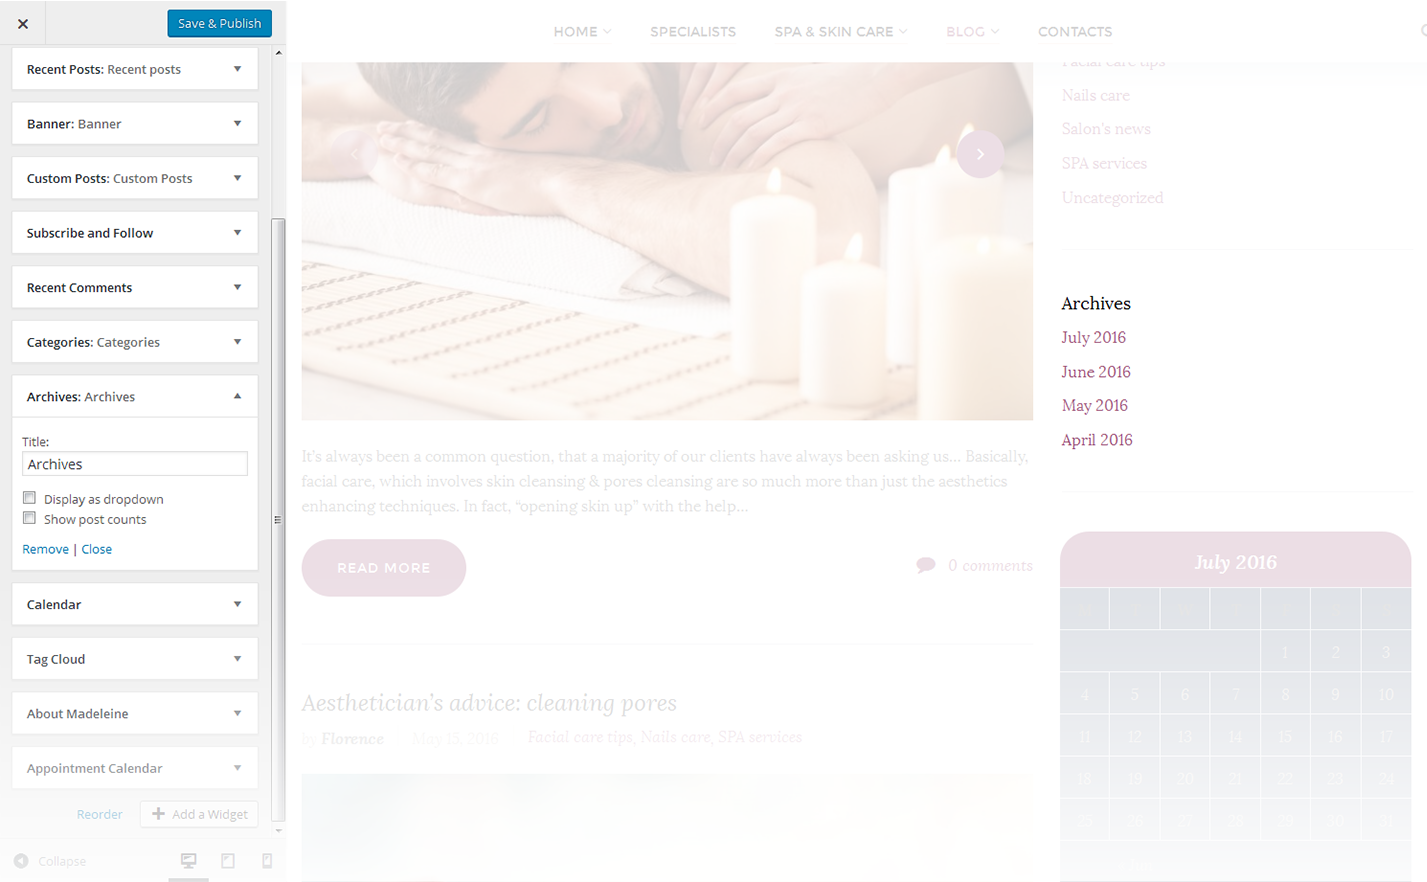 Save & Publish
Recent Posts: Recent posts
Banner: Banner
Custom Posts: Custom Posts
Subscribe and Follow
Recent Comments
Categories: Categories
Archives: Archives
Title:
Archives
Display as dropdown
Show post counts
Remove | Close
Calendar
Tag Cloud
About Madeleine
Appointment Calendar
Reorder
Add a Widget
Collapse
HOME SPECIALISTS SPA & SKIN CARE BLOG CONTACTS
It's always been a common question, that a majority of our clients have always been asking us... Basically,
facial care, which involves skin cleansing & pores cleansing are so much more than just the aesthetics
enhancing techniques. In fact, “opening skin up” with the help...
READ MORE
0 comments
Aesthetician’s advice: cleaning pores
by Florence May 13, 2016 Facial care tips, Nails care, SPA services
Facial care tips
Nails care
Salon's news
SPA services
Uncategorized
Archives
July 2016
June 2016
May 2016
April 2016
July 2016
1 2 3
4 5 6 7 8 9 10
11 12 13 14 15 16 17
18 19 20 21 22 23 24
25 26 27 28 29 30 31